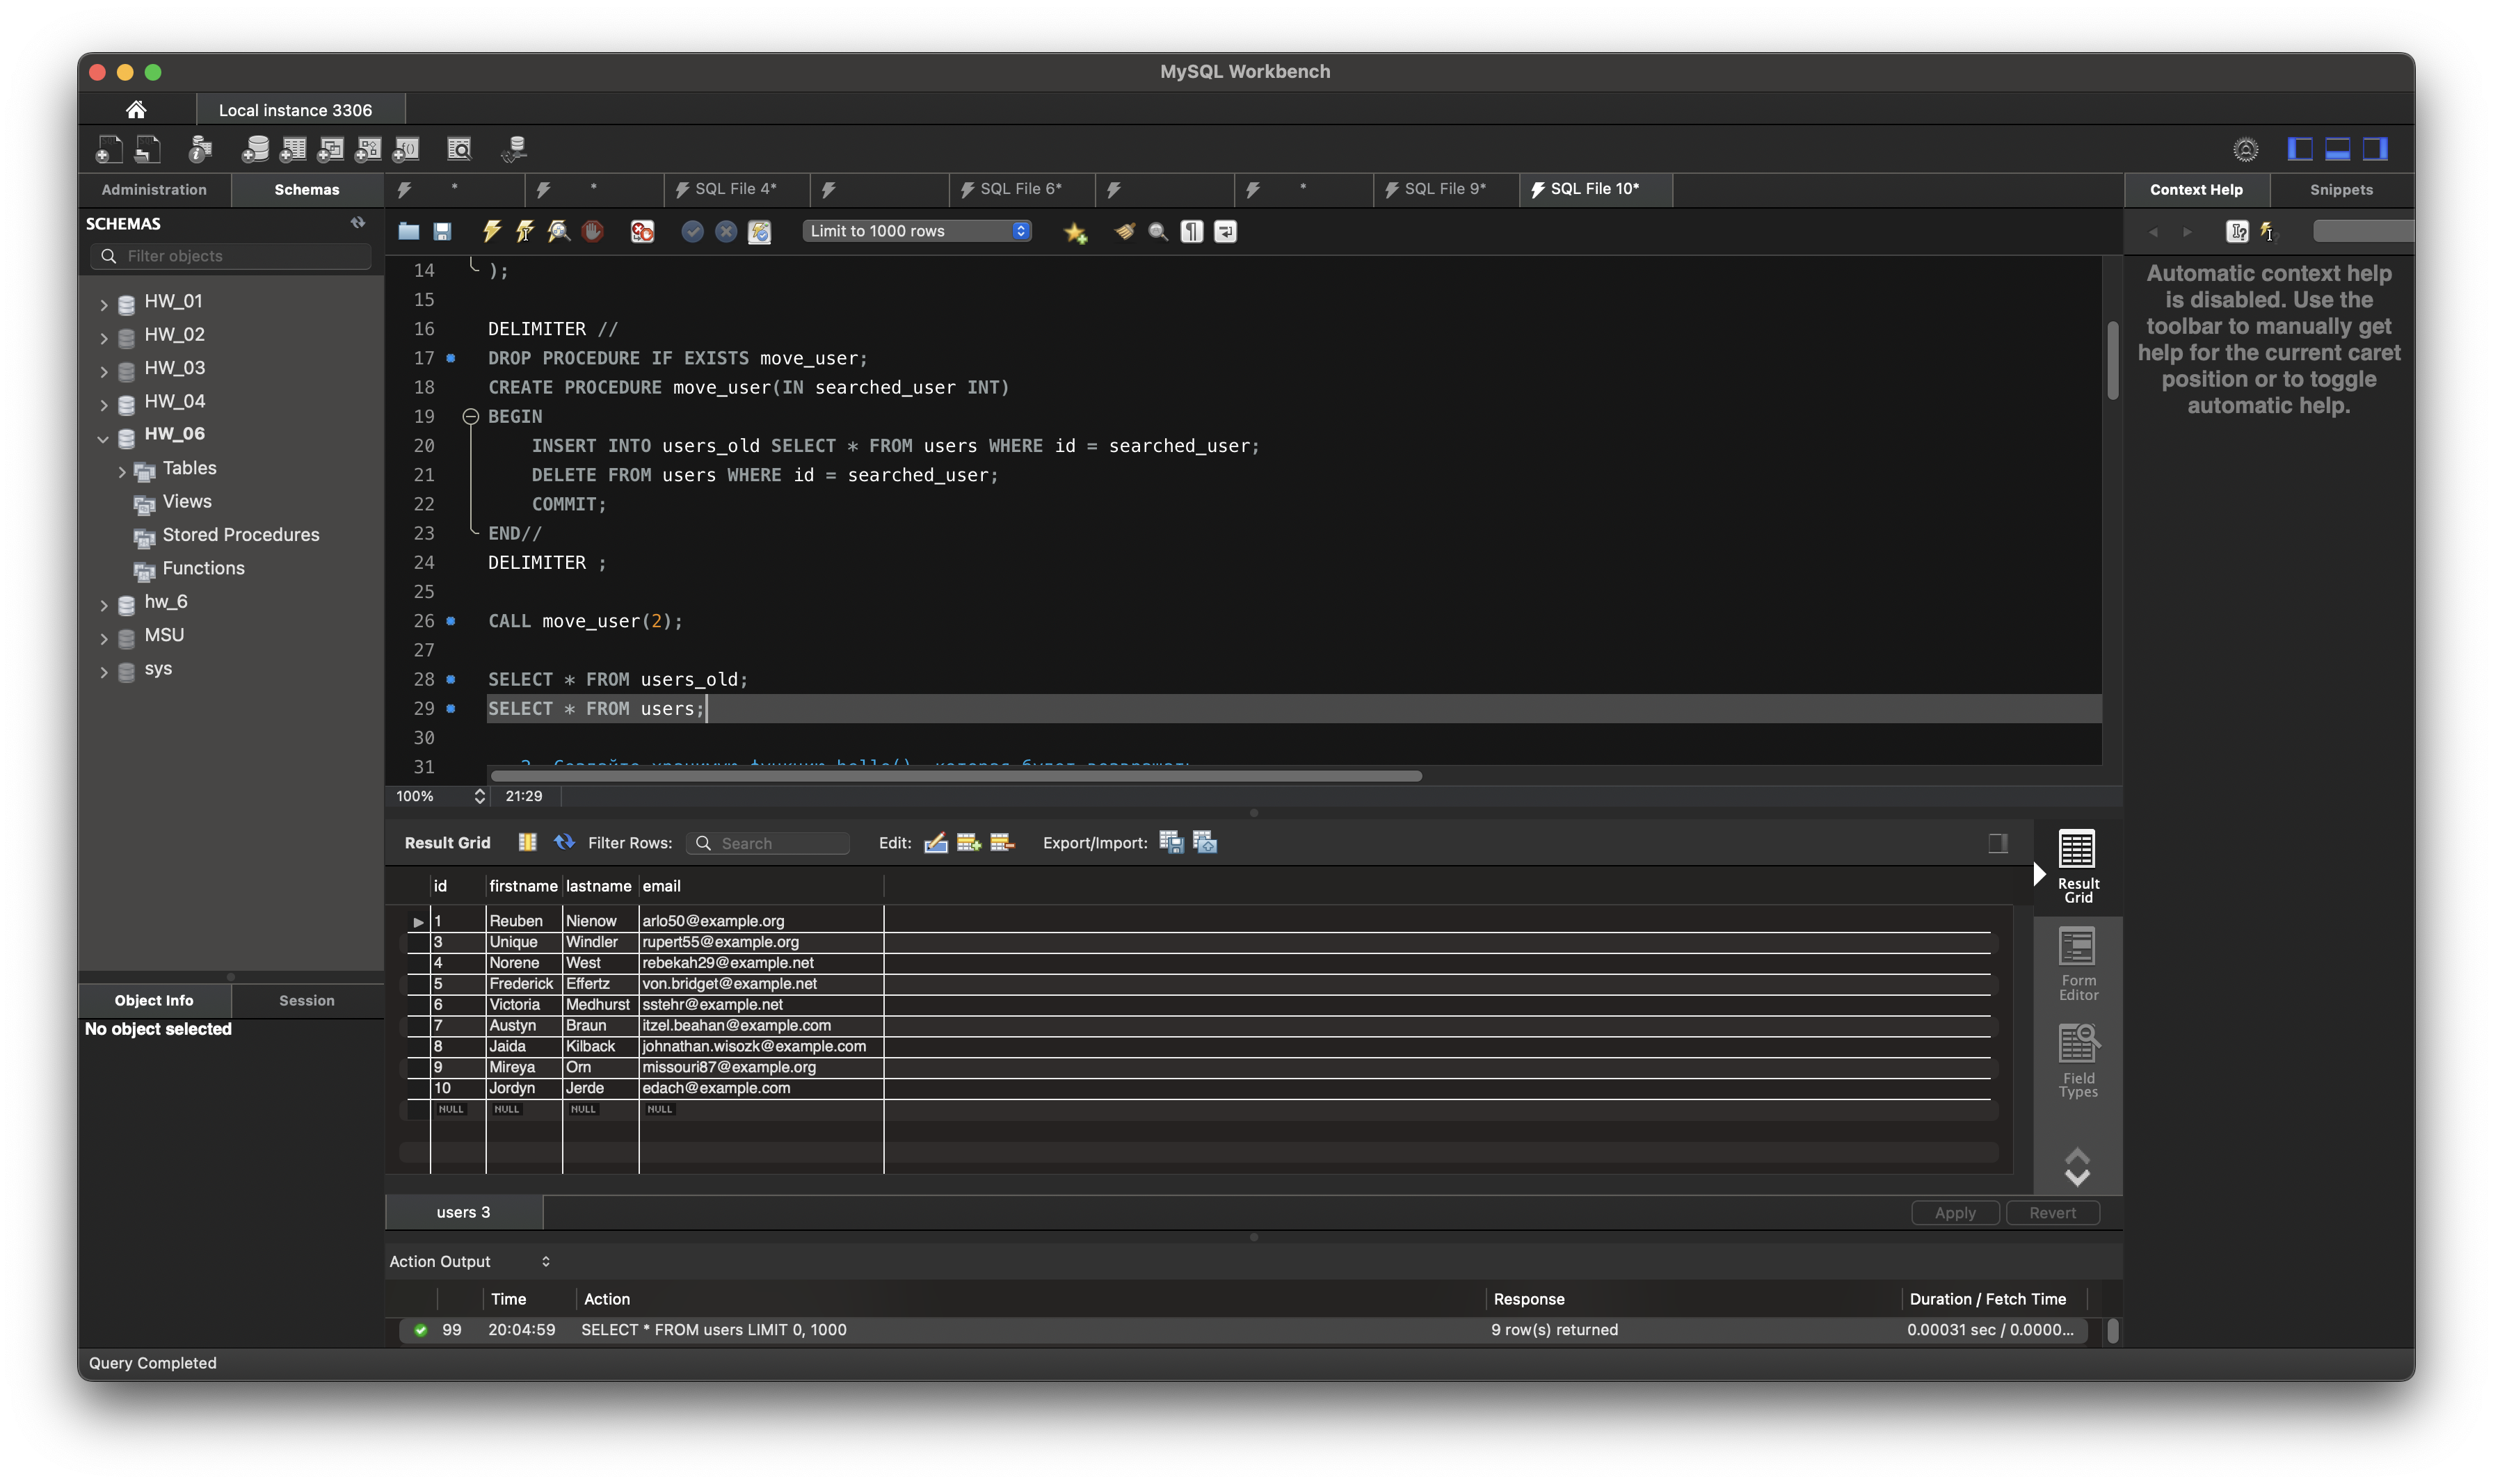 MySQL Workbench
Local instance 3306
Administration
Schemas
*
*
SQL File 4*
SQL File 6*
*
SQL File 9*
SQL File 10*
Context Help
Snippets
SCHEMAS
Filter objects
HW_01
HW_02
HW_03
HW_04
HW_06
Tables
Views
Stored Procedures
Functions
hw_6
MSU
sys
Object Info
Session
No object selected
Limit to 1000 rows
14 );
15
16 DELIMITER //
17 DROP PROCEDURE IF EXISTS move_user;
18 CREATE PROCEDURE move_user(IN searched_user INT)
19 BEGIN
20 INSERT INTO users_old SELECT * FROM users WHERE id = searched_user;
21 DELETE FROM users WHERE id = searched_user;
22 COMMIT;
23 END//
24 DELIMITER ;
25
26 CALL move_user(2);
27
28 SELECT * FROM users_old;
29 SELECT * FROM users;
30
31
100% 21:29
Automatic context help
is disabled. Use the
toolbar to manually get
help for the current caret
position or to toggle
automatic help.
Result Grid Filter Rows: Search Edit: Export/Import:
id firstname lastname email
1 Reuben Nienow arlo50@example.org
3 Unique Windler rupert55@example.org
4 Norene West rebekah29@example.net
5 Frederick Effertz von.bridget@example.net
6 Victoria Medhurst sstehr@example.net
7 Austyn Braun itzel.beahan@example.com
8 Jaida Kilback johnathan.wisozk@example.com
9 Mireya Orn missouri87@example.org
10 Jordyn Jerde edach@example.com
NULL NULL NULL NULL
Result
Grid
Form
Editor
Field
Types
users 3
Apply
Revert
Action Output
Time Action Response Duration / Fetch Time
99 20:04:59 SELECT * FROM users LIMIT 0, 1000 9 row(s) returned 0.00031 sec / 0.0000...
Query Completed